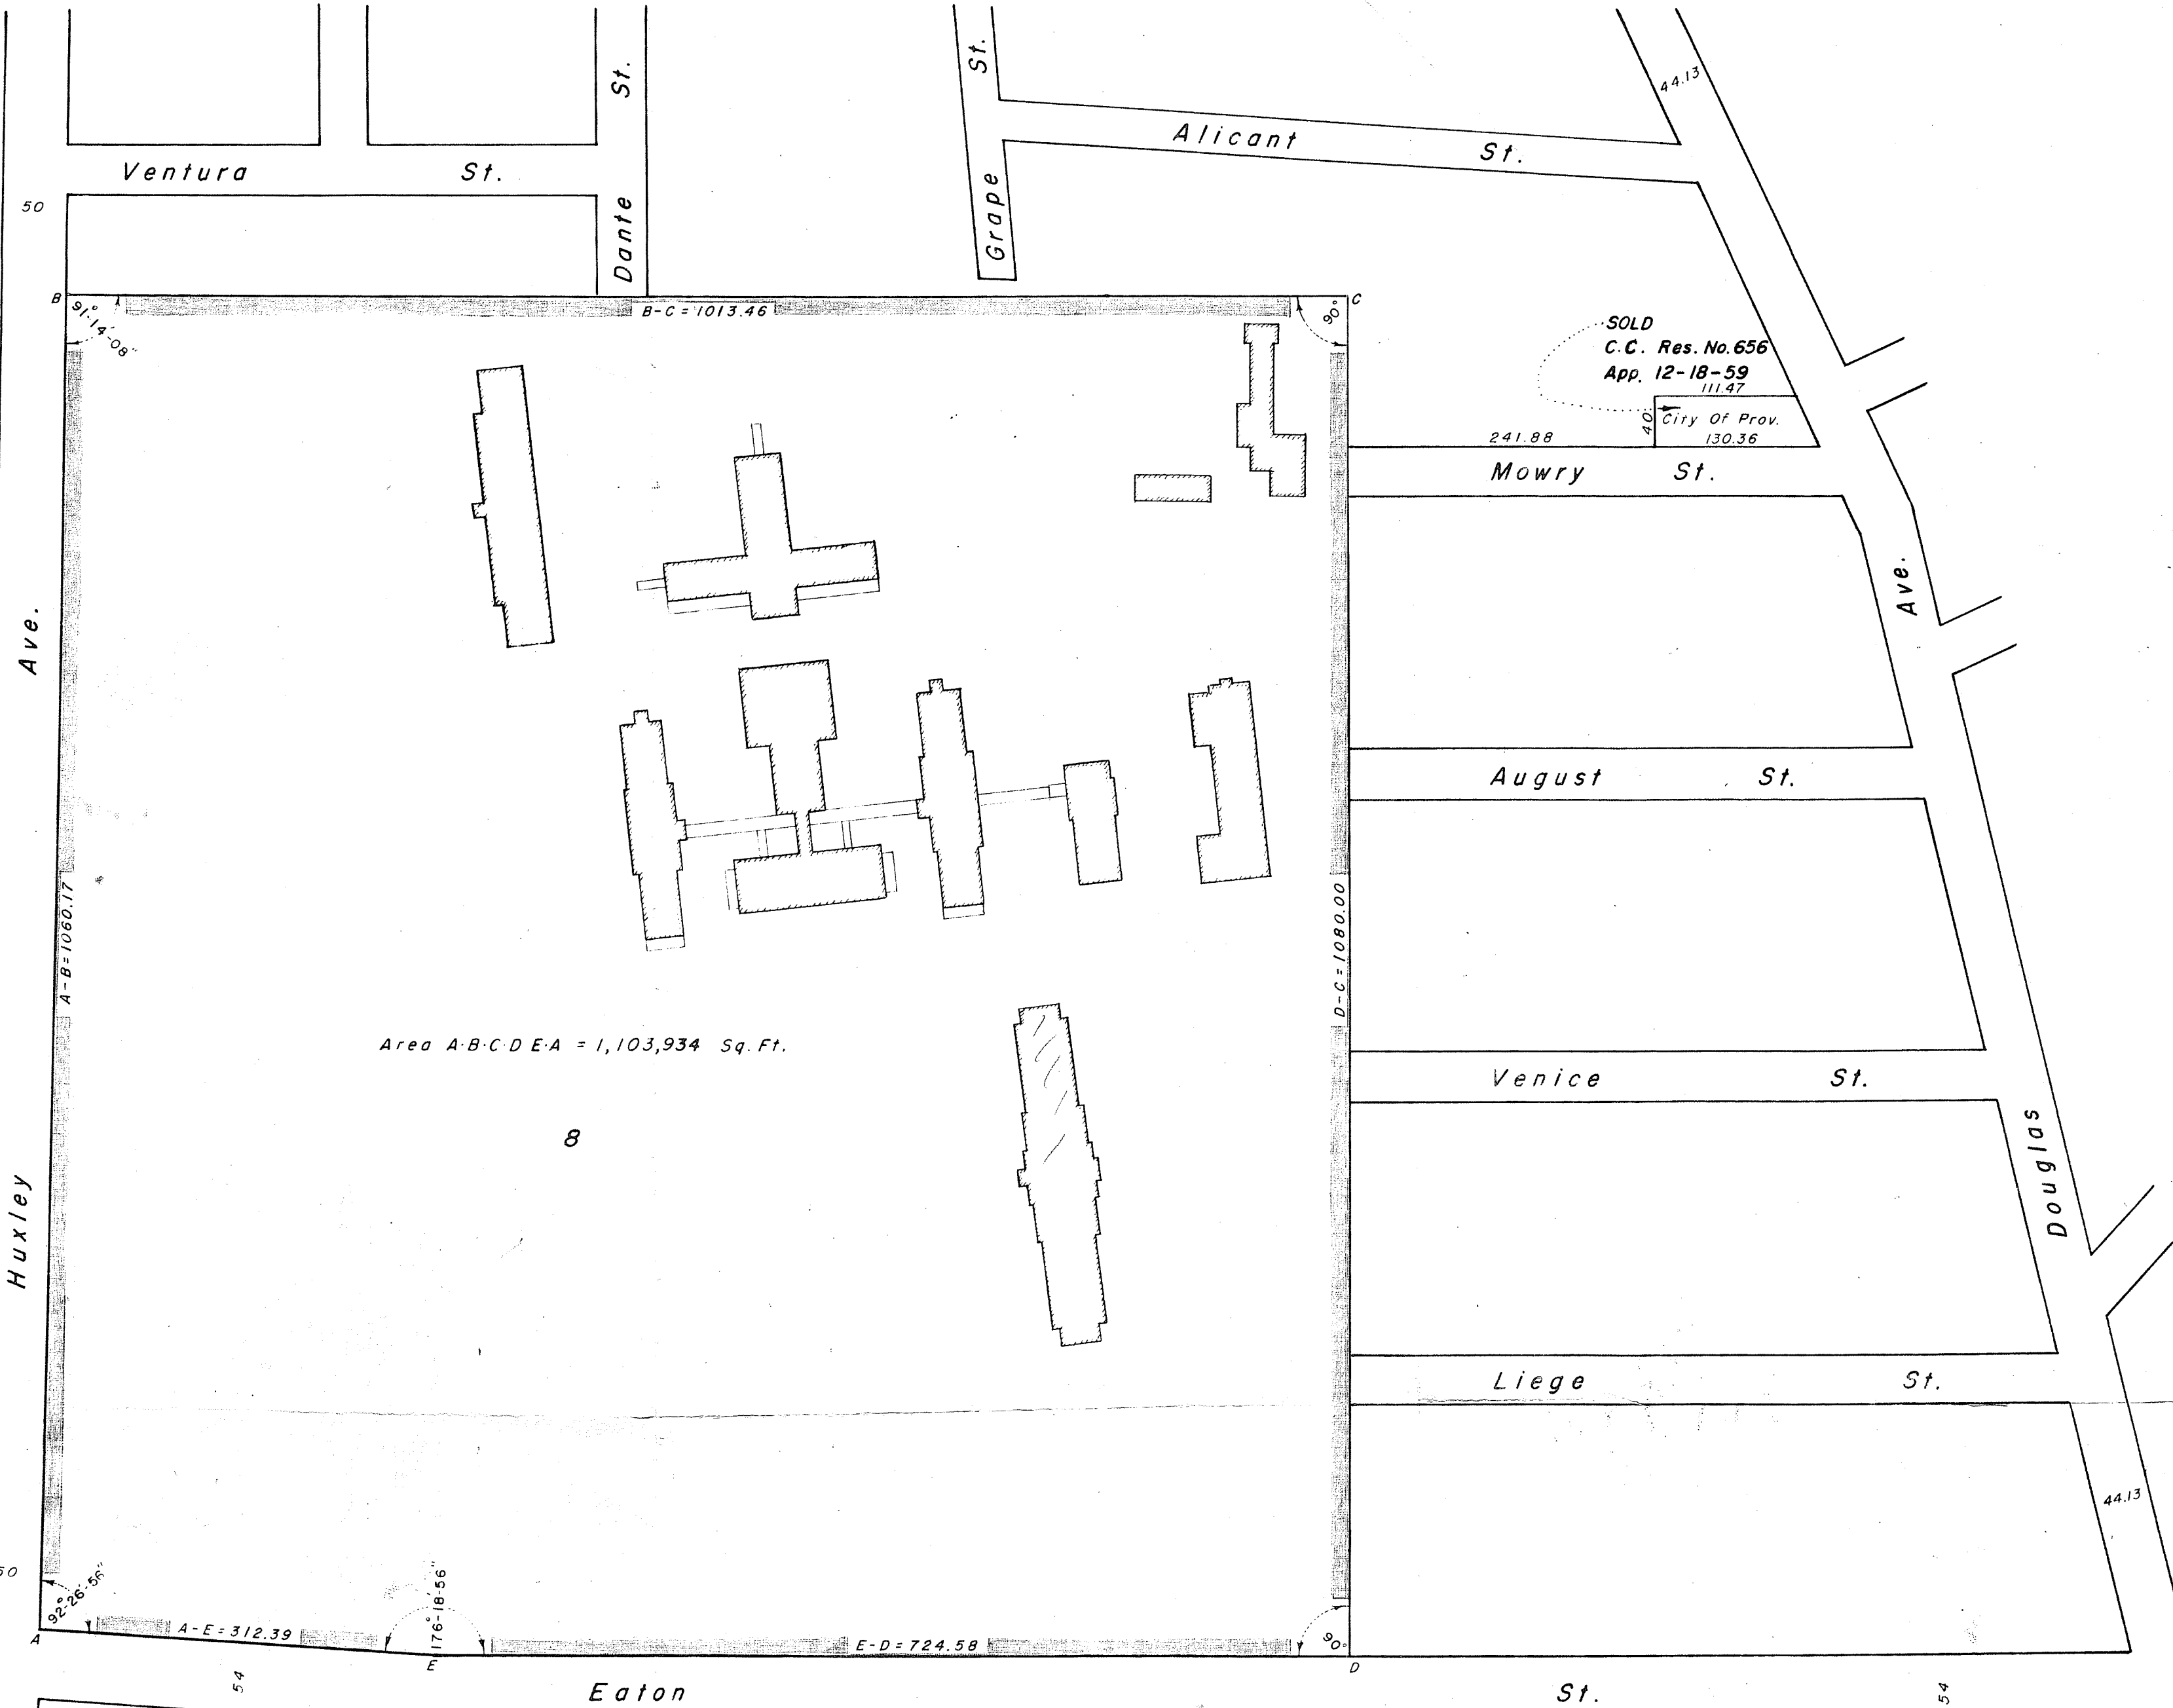 St.
St.
44.13
Alicant St.
Ventura St.
50
Dante
Grape
B
B-C = 1013.46
C
91°-14'-08"
90°
SOLD
C.C. Res. No. 656
App. 12-18-59
111.47
40
City Of Prov.
241.88
130.36
Mowry St.
Ave.
Ave.
August St.
A-B = 1060.17
D-C = 1080.00
Area A·B·C·D E·A = 1,103,934 Sq. Ft.
Venice St.
8
Douglas
Huxley
Liege St.
44.13
92°-26'-56"
176°-18'-56"
A
A-E = 312.39
E-D = 724.58
90°
E
D
54
Eaton St.
54